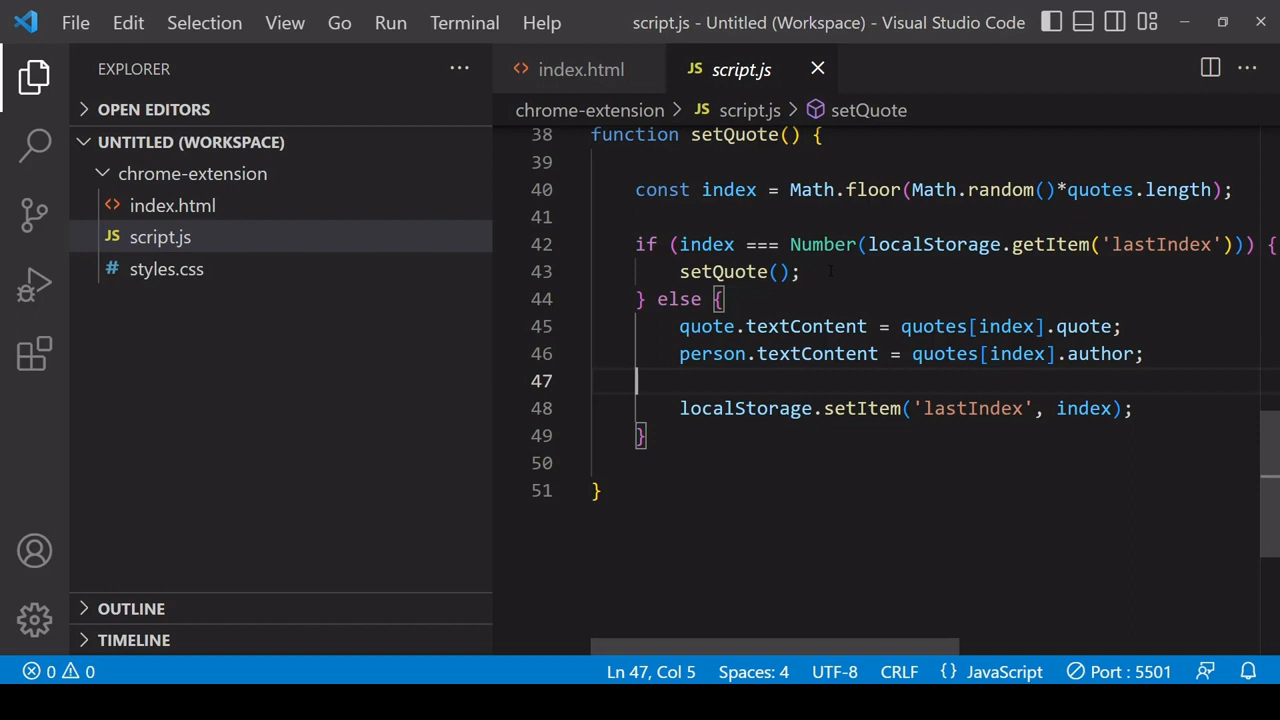 File Edit Selection View Go Run Terminal Help script.js - Untitled (Workspace) - Visual Studio Code
EXPLORER
OPEN EDITORS
UNTITLED (WORKSPACE)
chrome-extension
<> index.html
JS script.js
# styles.css
OUTLINE
TIMELINE
<> index.html JS script.js
chrome-extension > JS script.js > setQuote
38 function setQuote() {
39
40 const index = Math.floor(Math.random()*quotes.length);
41
42 if (index === Number(localStorage.getItem('lastIndex'))) {
43 setQuote();
44 } else {
45 quote.textContent = quotes[index].quote;
46 person.textContent = quotes[index].author;
47
48 localStorage.setItem('lastIndex', index);
49 }
50
51 }
0 0 Ln 47, Col 5 Spaces: 4 UTF-8 CRLF {} JavaScript Port : 5501